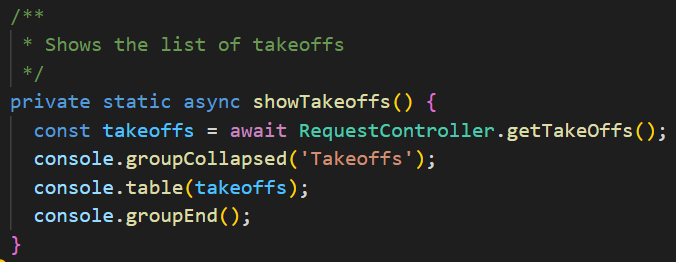 /**
 * Shows the list of takeoffs
 */
private static async showTakeoffs() {
  const takeoffs = await RequestController.getTakeOffs();
  console.groupCollapsed('Takeoffs');
  console.table(takeoffs);
  console.groupEnd();
}